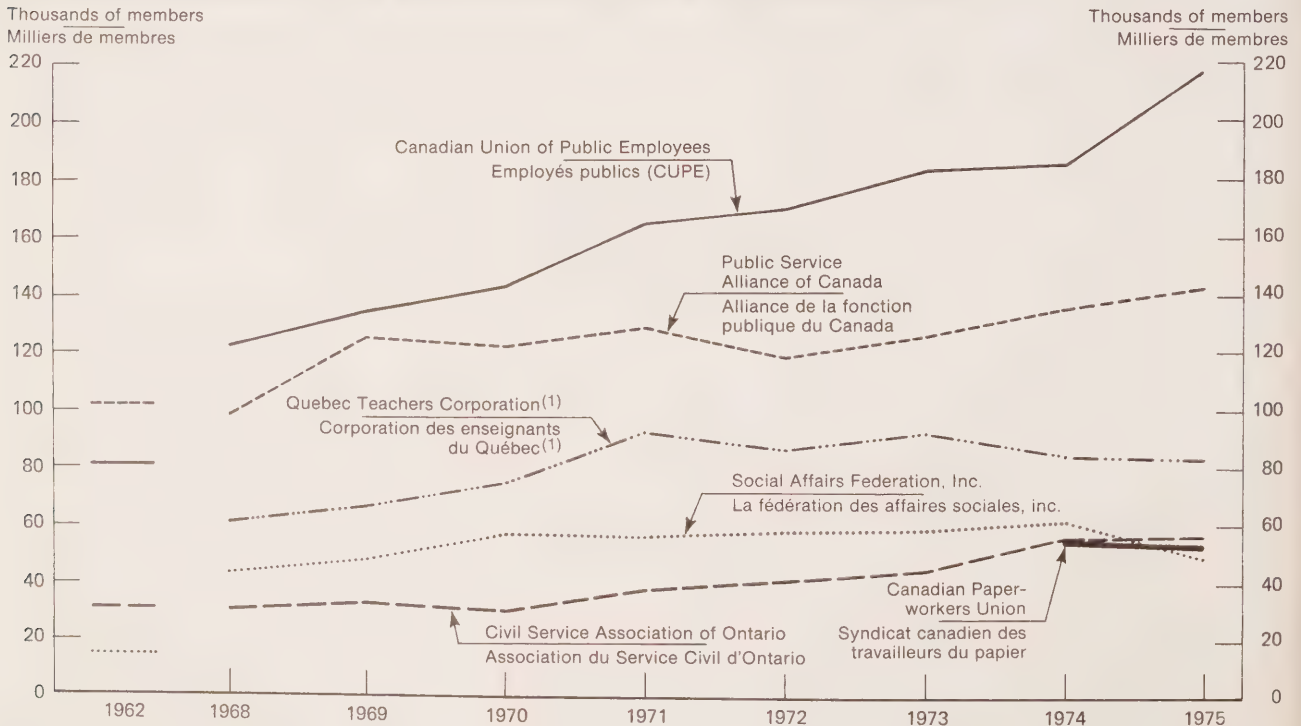 Thousands of members
Milliers de membres
Thousands of members
Milliers de membres
220
200
180
160
140
120
100
80
60
40
20
0
220
200
180
160
140
120
100
80
60
40
20
0
Canadian Union of Public Employees
Employés publics (CUPE)
Public Service
Alliance of Canada
Alliance de la fonction
publique du Canada
Quebec Teachers Corporation(1)
Corporation des enseignants
du Québec(1)
Social Affairs Federation, Inc.
La fédération des affaires sociales, inc.
Canadian Paper-
workers Union
Syndicat canadien des
travailleurs du papier
Civil Service Association of Ontario
Association du Service Civil d'Ontario
1962 1968 1969 1970 1971 1972 1973 1974 1975